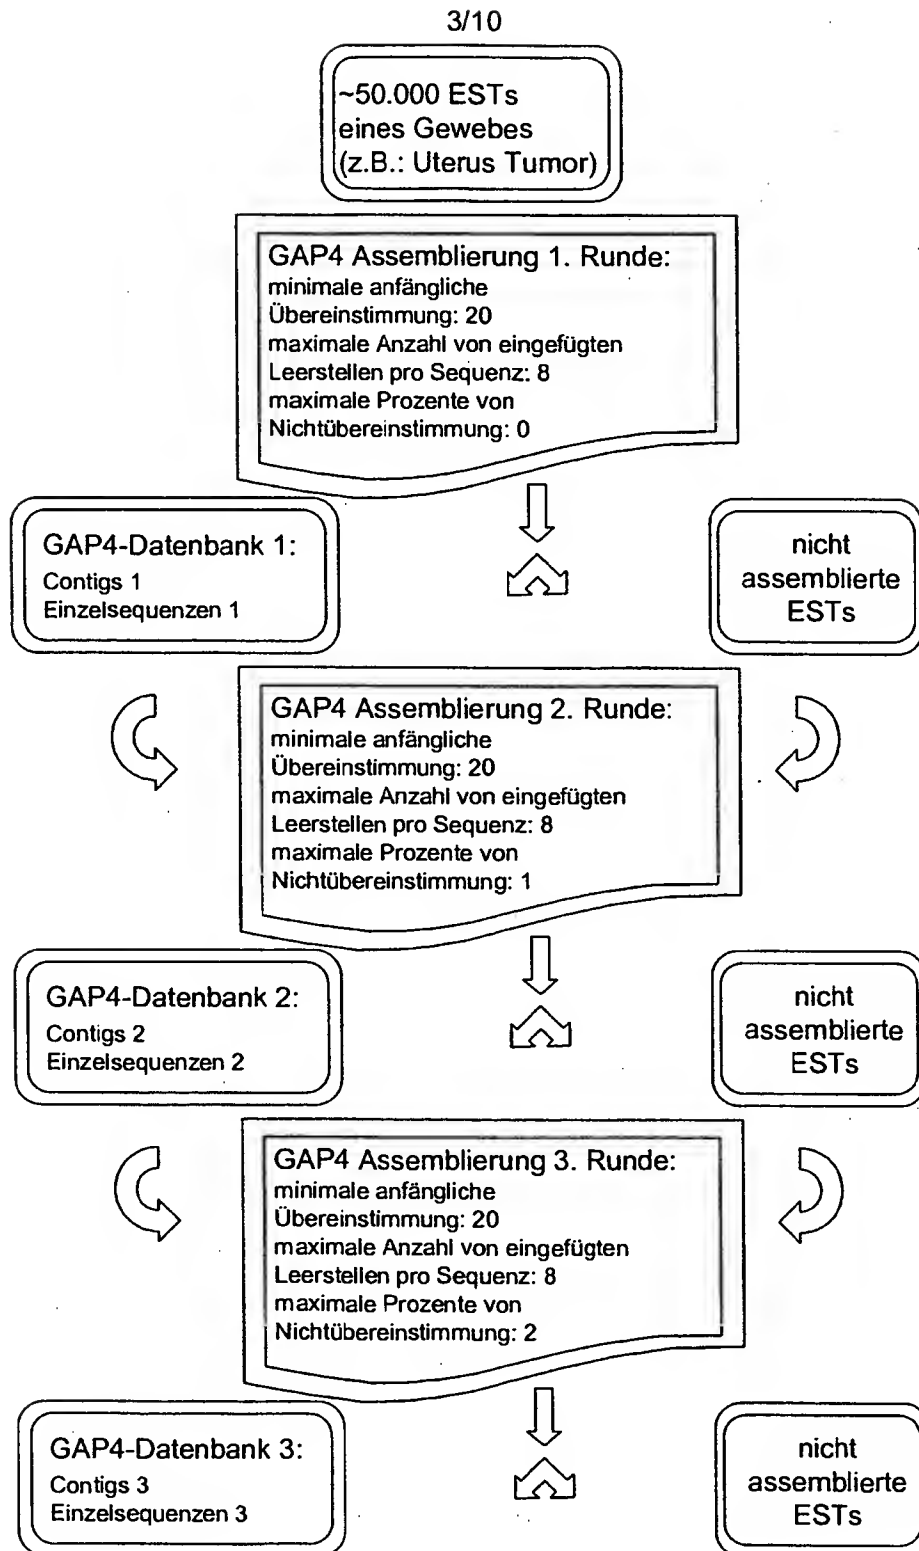 3/10
~50.000 ESTs
eines Gewebes
(z.B.: Uterus Tumor)
GAP4 Assemblierung 1. Runde:
minimale anfängliche
Übereinstimmung: 20
maximale Anzahl von eingefügten
Leerstellen pro Sequenz: 8
maximale Prozente von
Nichtübereinstimmung: 0
GAP4-Datenbank 1:
Contigs 1
Einzelsequenzen 1
nicht
assemblierte
ESTs
GAP4 Assemblierung 2. Runde:
minimale anfängliche
Übereinstimmung: 20
maximale Anzahl von eingefügten
Leerstellen pro Sequenz: 8
maximale Prozente von
Nichtübereinstimmung: 1
GAP4-Datenbank 2:
Contigs 2
Einzelsequenzen 2
nicht
assemblierte
ESTs
GAP4 Assemblierung 3. Runde:
minimale anfängliche
Übereinstimmung: 20
maximale Anzahl von eingefügten
Leerstellen pro Sequenz: 8
maximale Prozente von
Nichtübereinstimmung: 2
GAP4-Datenbank 3:
Contigs 3
Einzelsequenzen 3
nicht
assemblierte
ESTs